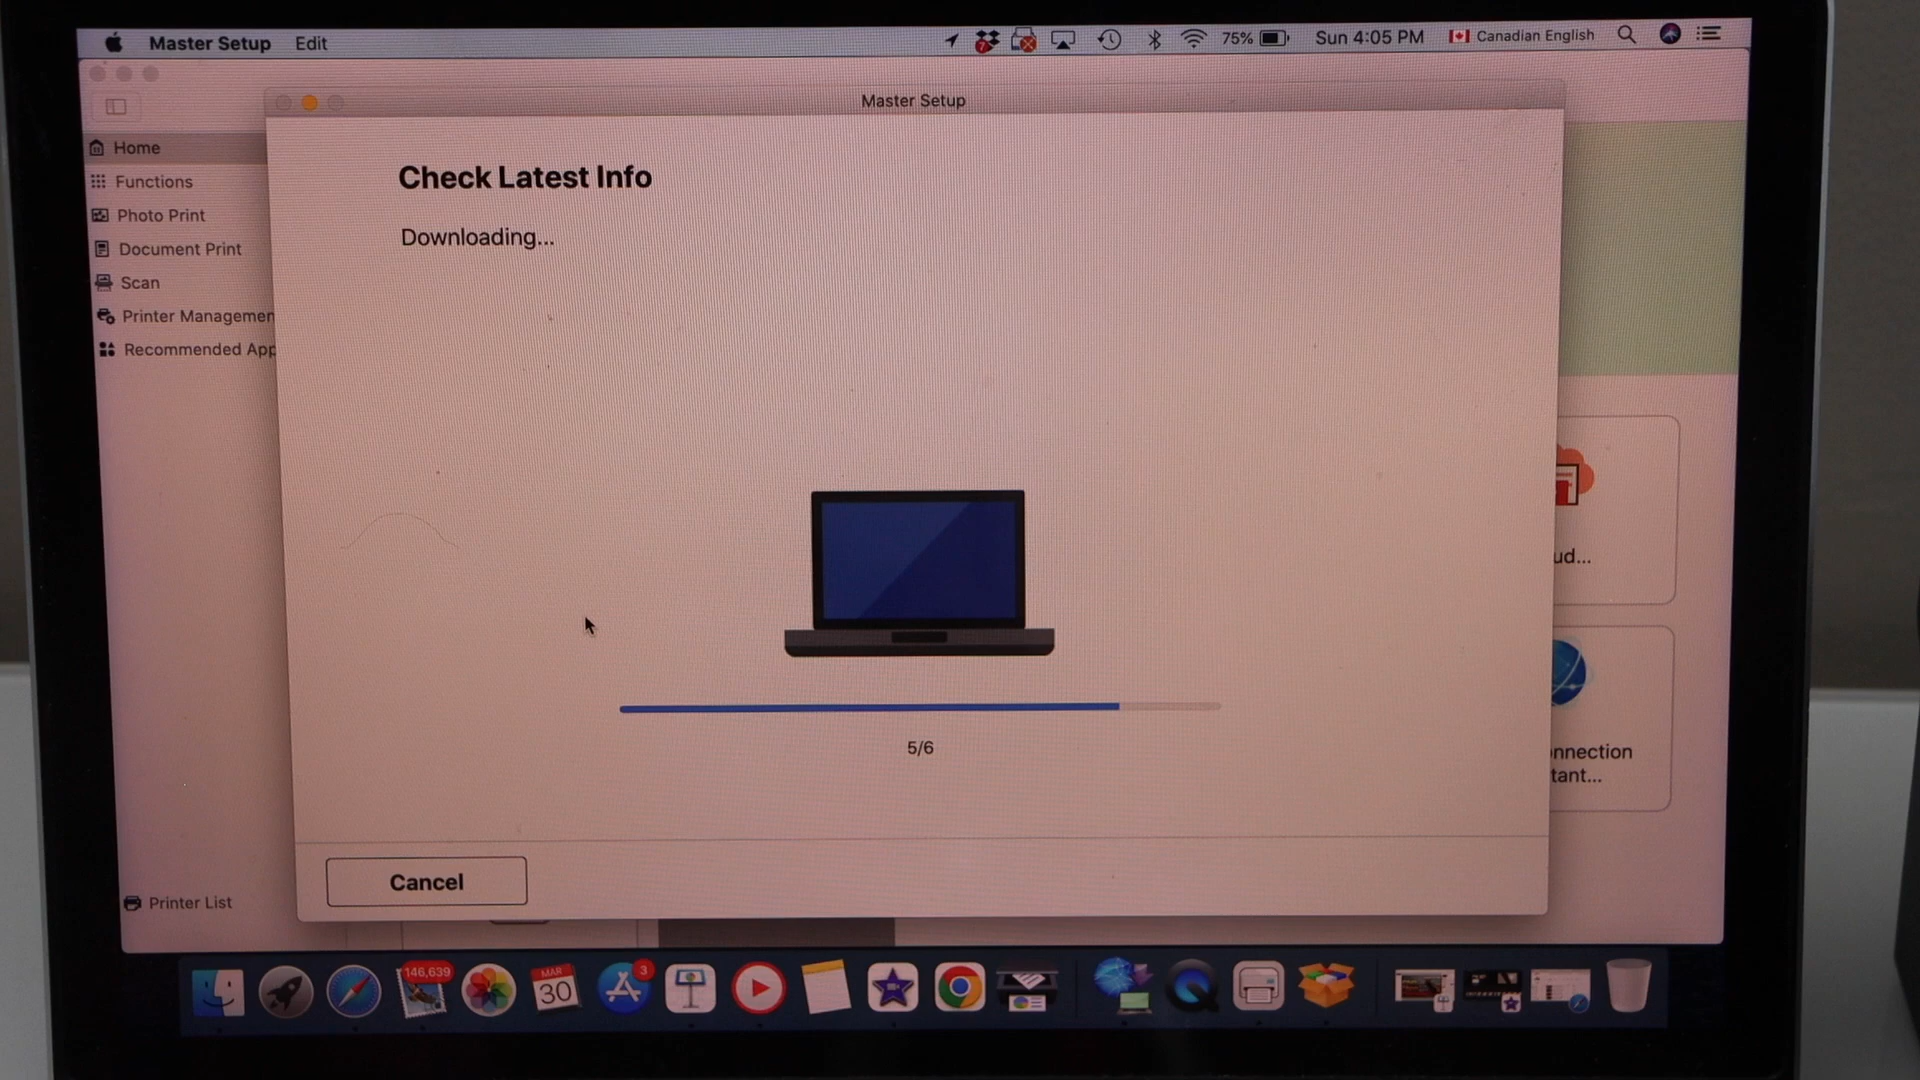 Master Setup Edit 75% Sun 4:05 PM Canadian English
Master Setup
Home
Functions
Photo Print
Document Print
Scan
Printer Managemen
Recommended App
Check Latest Info
Downloading...
5/6
Cancel
ud...
nnection
tant...
Printer List
7
146,639
MAR
30
3